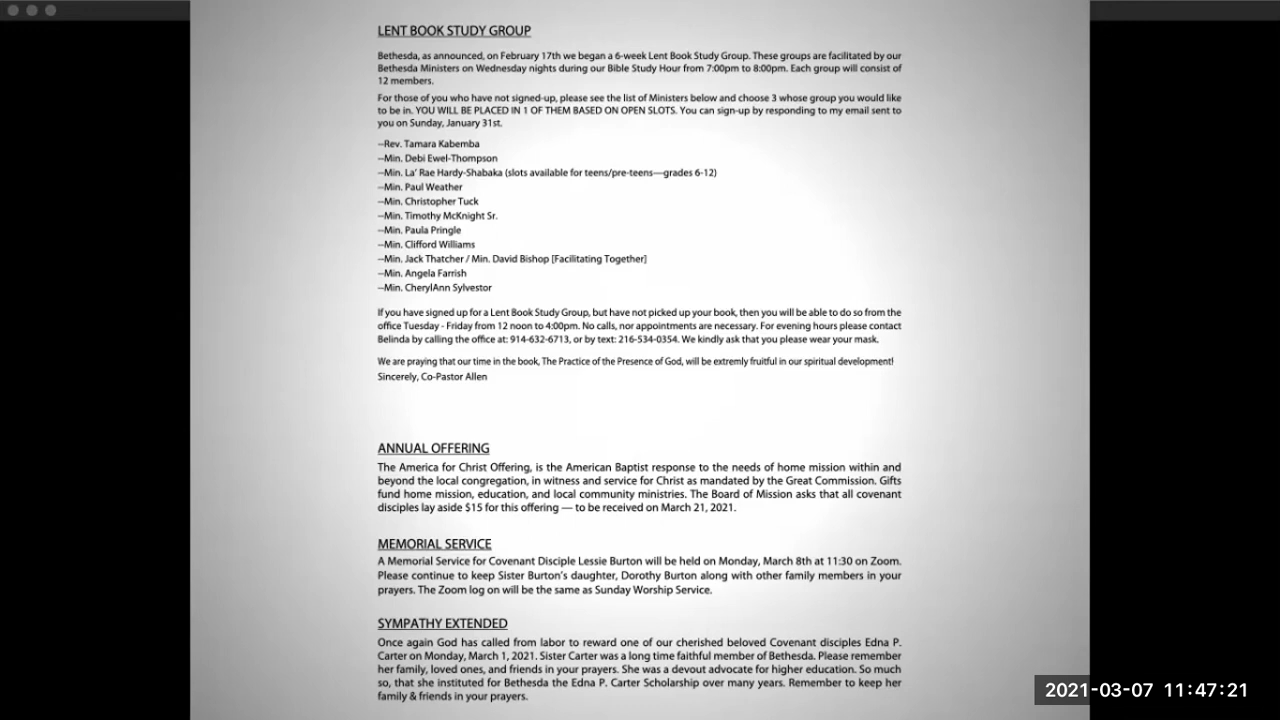 LENT BOOK STUDY GROUP
Bethesda, as announced, on February 17th we began a 6-week Lent Book Study Group. These groups are facilitated by our
Bethesda Ministers on Wednesday nights during our Bible Study Hour from 7:00pm to 8:00pm. Each group will consist of
12 members.
For those of you who have not signed-up, please see the list of Ministers below and choose 3 whose group you would like
to be in. YOU WILL BE PLACED IN 1 OF THEM BASED ON OPEN SLOTS. You can sign-up by responding to my email sent to
you on Sunday, January 31st.
—Rev. Tamara Kabemba
—Min. Debi Ewel-Thompson
—Min. La' Rae Hardy-Shabaka (slots available for teens/pre-teens—grades 6-12)
—Min. Paul Weather
—Min. Christopher Tuck
—Min. Timothy McKnight Sr.
—Min. Paula Pringle
—Min. Clifford Williams
—Min. Jack Thatcher / Min. David Bishop [Facilitating Together]
—Min. Angela Farrish
—Min. CherylAnn Sylvestor
If you have signed up for a Lent Book Study Group, but have not picked up your book, then you will be able to do so from the
office Tuesday - Friday from 12 noon to 4:00pm. No calls, nor appointments are necessary. For evening hours please contact
Belinda by calling the office at: 914-632-6713, or by text: 216-534-0354. We kindly ask that you please wear your mask.
We are praying that our time in the book, The Practice of the Presence of God, will be extremly fruitful in our spiritual development!
Sincerely, Co-Pastor Allen
ANNUAL OFFERING
The America for Christ Offering, is the American Baptist response to the needs of home mission within and
beyond the local congregation, in witness and service for Christ as mandated by the Great Commission. Gifts
fund home mission, education, and local community ministries. The Board of Mission asks that all covenant
disciples lay aside $15 for this offering — to be received on March 21, 2021.
MEMORIAL SERVICE
A Memorial Service for Covenant Disciple Lessie Burton will be held on Monday, March 8th at 11:30 on Zoom.
Please continue to keep Sister Burton's daughter, Dorothy Burton along with other family members in your
prayers. The Zoom log on will be the same as Sunday Worship Service.
SYMPATHY EXTENDED
Once again God has called from labor to reward one of our cherished beloved Covenant disciples Edna P.
Carter on Monday, March 1, 2021. Sister Carter was a long time faithful member of Bethesda. Please remember
her family, loved ones, and friends in your prayers. She was a devout advocate for higher education. So much
so, that she instituted for Bethesda the Edna P. Carter Scholarship over many years. Remember to keep her
family & friends in your prayers.
2021-03-07 11:47:21